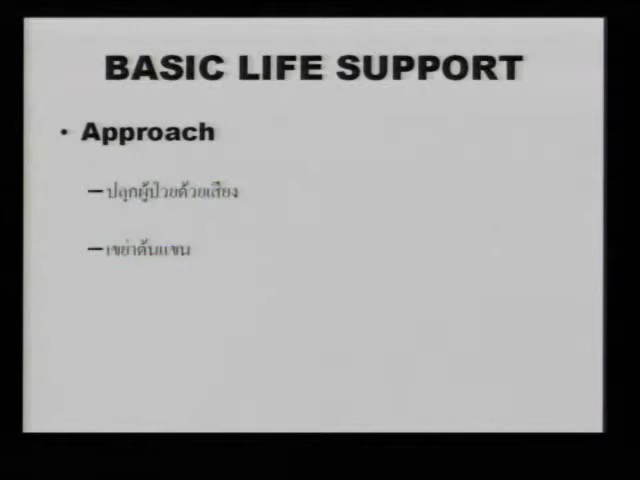 BASIC LIFE SUPPORT
• Approach
– ปลุกผู้ป่วยด้วยเสียง
– เขย่าต้นแขน